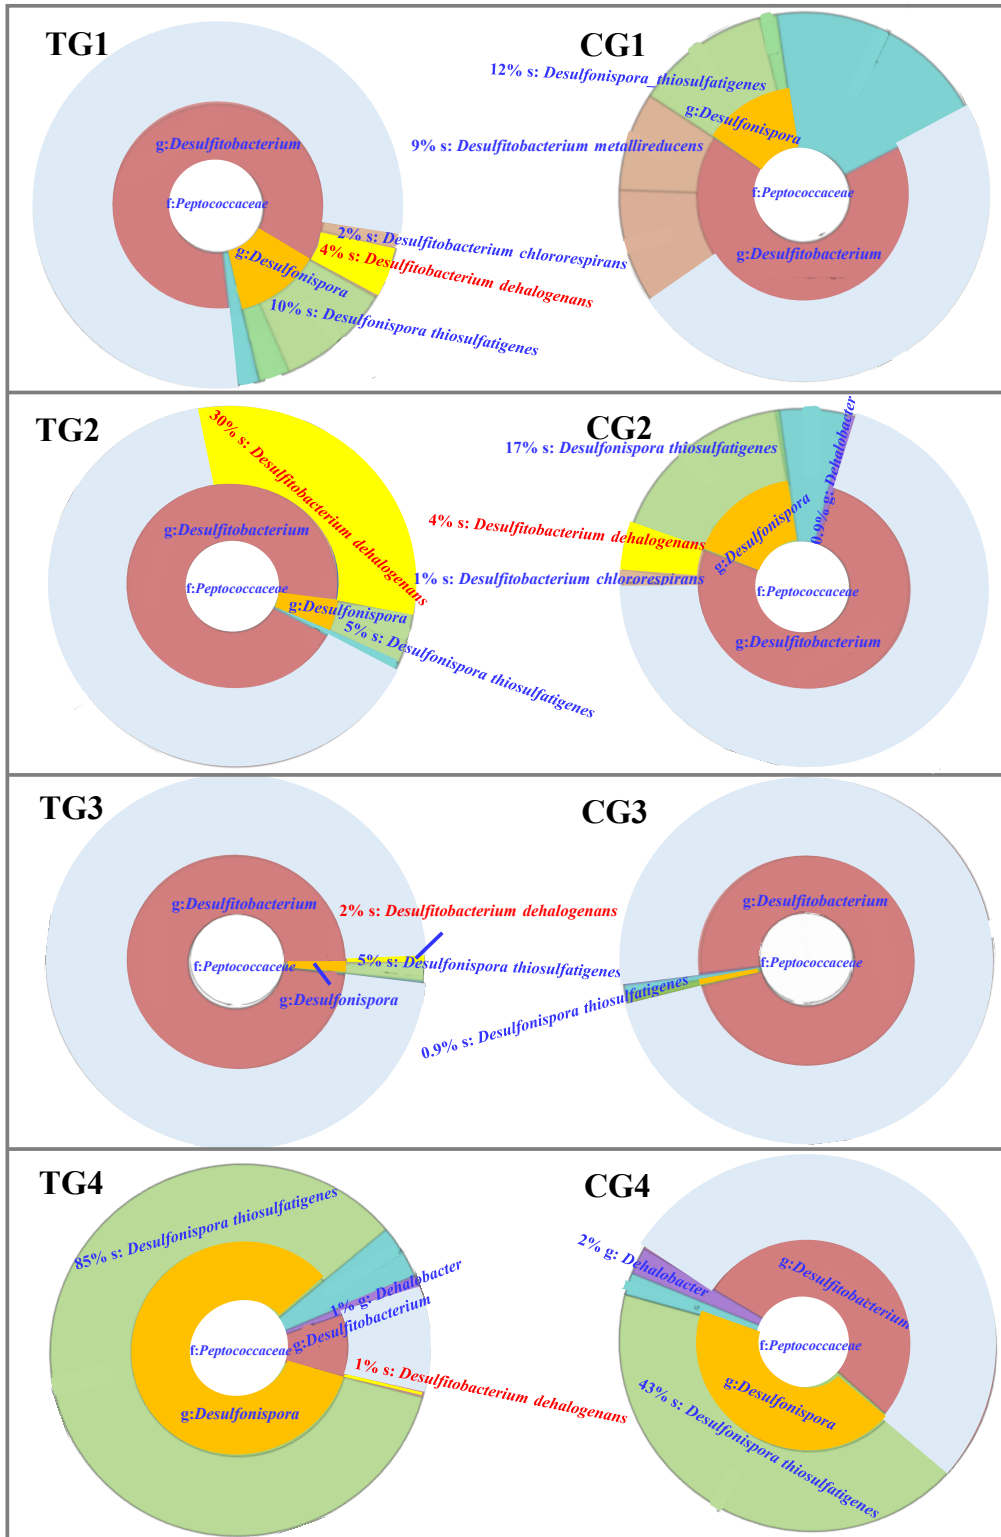 TG1
g:Desulfitobacterium
f:Peptococcaceae
g:Desulfonispora
2% s: Desulfitobacterium chlororespirans
4% s: Desulfitobacterium dehalogenans
10% s: Desulfonispora thiosulfatigenes
CG1
12% s: Desulfonispora_thiosulfatigenes
g:Desulfonispora
9% s: Desulfitobacterium metallireducens
f:Peptococcaceae
g:Desulfitobacterium
TG2
30% s: Desulfitobacterium dehalogenans
g:Desulfitobacterium
f:Peptococcaceae
g:Desulfonispora
5% s: Desulfonispora thiosulfatigenes
CG2
0.9% g: Dehalobacter
17% s: Desulfonispora thiosulfatigenes
g:Desulfonispora
4% s: Desulfitobacterium dehalogenans
1% s: Desulfitobacterium chlororespirans
f:Peptococcaceae
g:Desulfitobacterium
TG3
g:Desulfitobacterium
2% s: Desulfitobacterium dehalogenans
f:Peptococcaceae
5% s: Desulfonispora thiosulfatigenes
g:Desulfonispora
CG3
g:Desulfitobacterium
f:Peptococcaceae
0.9% s: Desulfonispora thiosulfatigenes
TG4
85% s: Desulfonispora thiosulfatigenes
1% g: Dehalobacter
g:Desulfitobacterium
f:Peptococcaceae
1% s: Desulfitobacterium dehalogenans
g:Desulfonispora
CG4
2% g: Dehalobacter
g:Desulfitobacterium
f:Peptococcaceae
g:Desulfonispora
43% s: Desulfonispora thiosulfatigenes